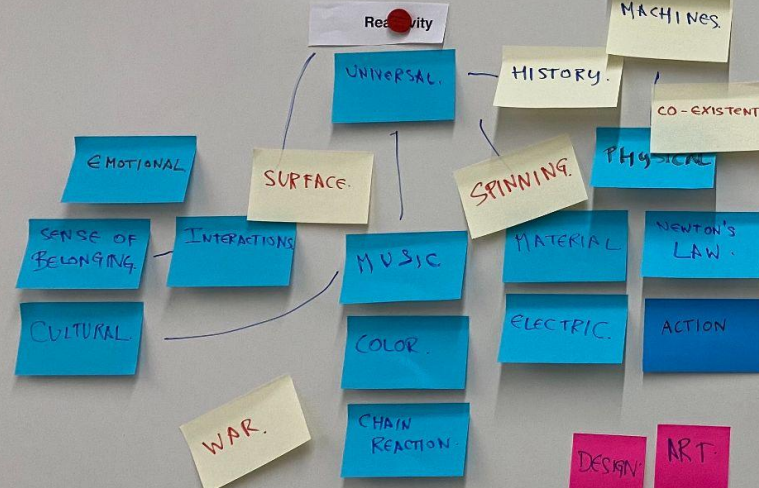 MACHINES.
UNIVERSAL.
HISTORY.
CO-EXISTENT
EMOTIONAL
SURFACE.
SPINNING.
PHYSICAL
SENSE OF
BELONGING.
INTERACTIONS
MUSIC
MATERIAL
NEWTON'S
LAW.
CULTURAL
COLOR.
ELECTRIC.
ACTION
WAR.
CHAIN
REACTION.
DESIGN.
ART.